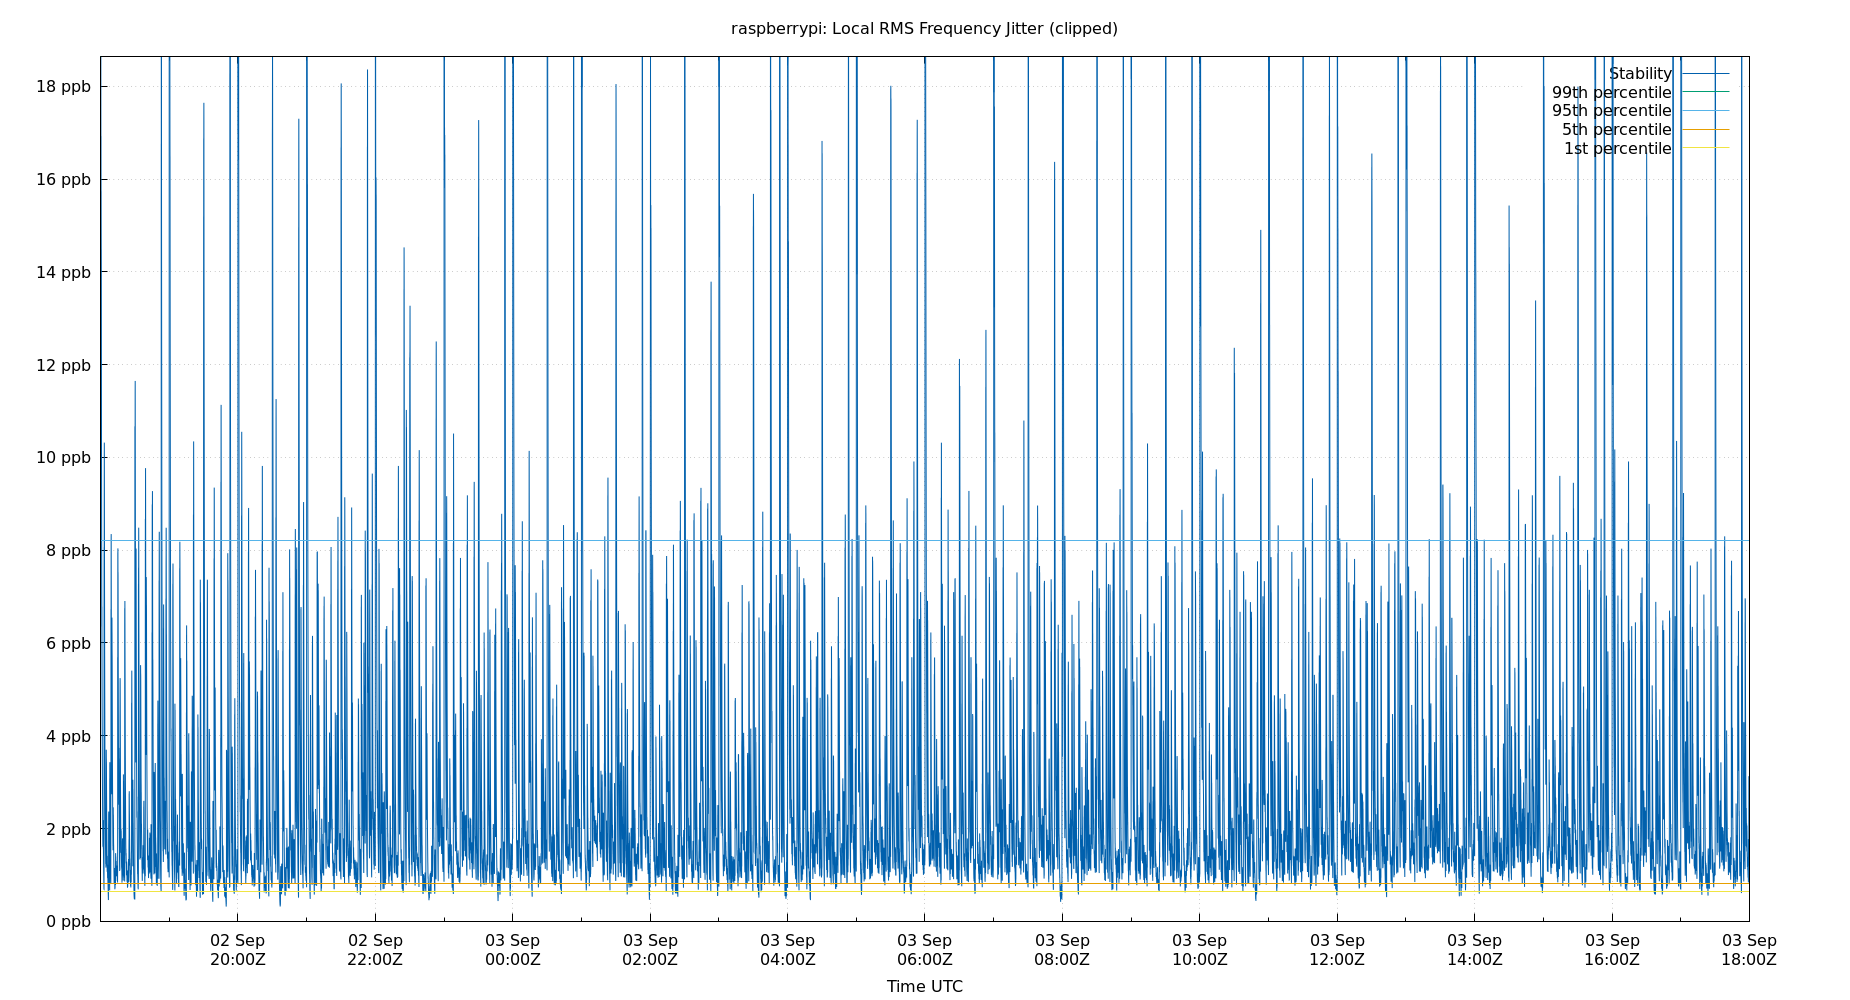 raspberrypi: Local RMS Frequency Jitter (clipped)
Stability
99th percentile
95th percentile
5th percentile
1st percentile
18 ppb
16 ppb
14 ppb
12 ppb
10 ppb
8 ppb
6 ppb
4 ppb
2 ppb
0 ppb
02 Sep 02 Sep 03 Sep 03 Sep 03 Sep 03 Sep 03 Sep 03 Sep 03 Sep 03 Sep 03 Sep 03 Sep
20:00Z 22:00Z 00:00Z 02:00Z 04:00Z 06:00Z 08:00Z 10:00Z 12:00Z 14:00Z 16:00Z 18:00Z
Time UTC